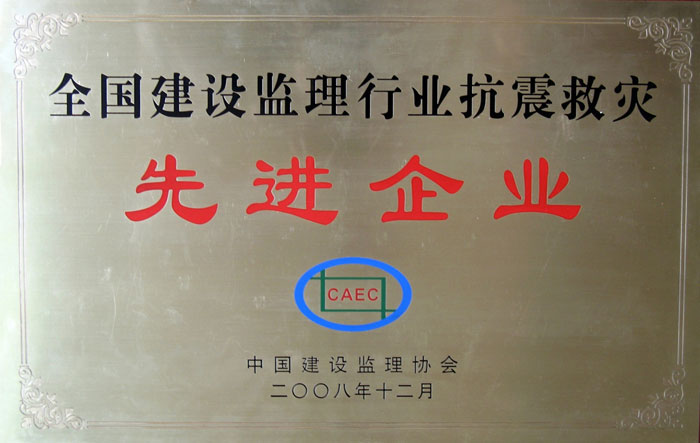 全国建设监理行业抗震救灾
先进企业
CAEC
中国建设监理协会
二〇〇八年十二月